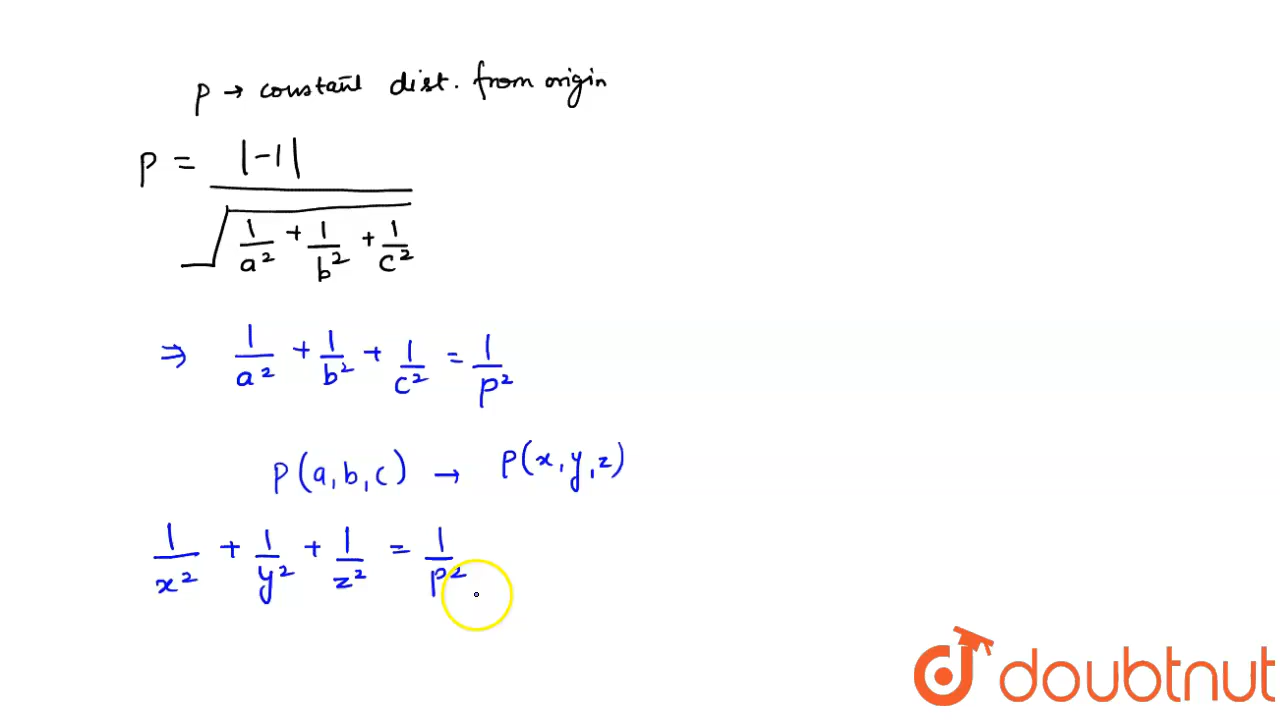 p → constant dist. from origin
p = |-1| / √(1/a² + 1/b² + 1/c²)
⇒ 1/a² + 1/b² + 1/c² = 1/p²
P(a, b, c) → P(x, y, z)
1/x² + 1/y² + 1/z² = 1/p²
doubtnut